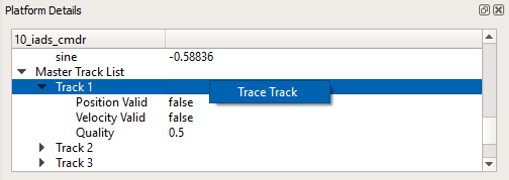 Platform Details
10_iads_cmdr
sine -0.58836
Master Track List
Track 1
Trace Track
Position Valid false
Velocity Valid false
Quality 0.5
Track 2
Track 3